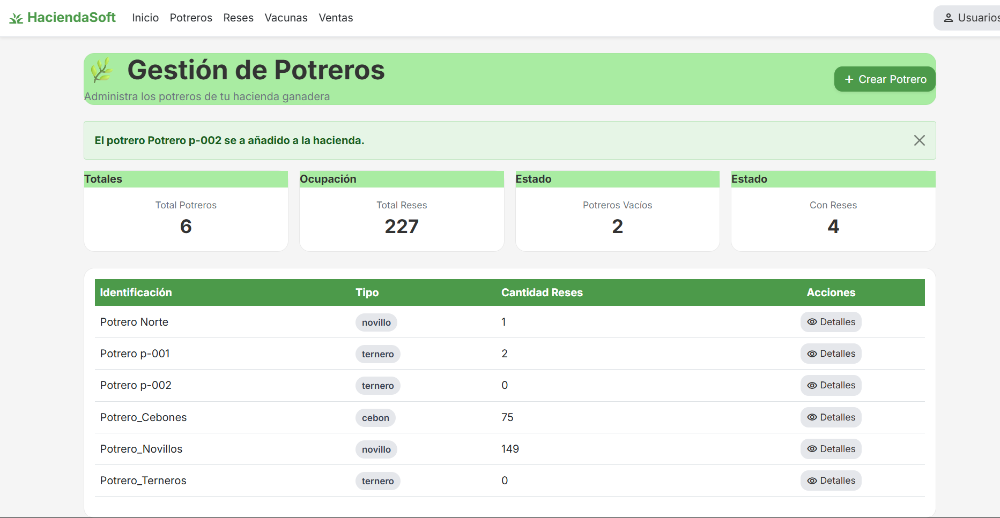 HaciendaSoft Inicio Potreros Reses Vacunas Ventas Usuarios
Gestión de Potreros
+ Crear Potrero
Administra los potreros de tu hacienda ganadera
El potrero Potrero p-002 se a añadido a la hacienda.
Totales Ocupación Estado Estado
Total Potreros Total Reses Potreros Vacíos Con Reses
6 227 2 4
Identificación Tipo Cantidad Reses Acciones
Potrero Norte novillo 1 Detalles
Potrero p-001 ternero 2 Detalles
Potrero p-002 ternero 0 Detalles
Potrero_Cebones cebon 75 Detalles
Potrero_Novillos novillo 149 Detalles
Potrero_Terneros ternero 0 Detalles